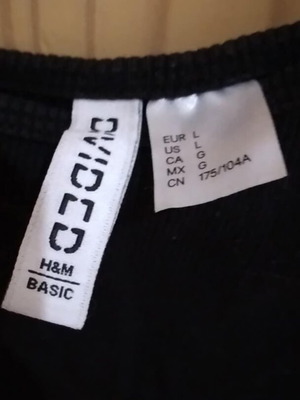 DIVIDED
H&M
BASIC
EUR L
US L
CA G
MX G
CN 175/104A